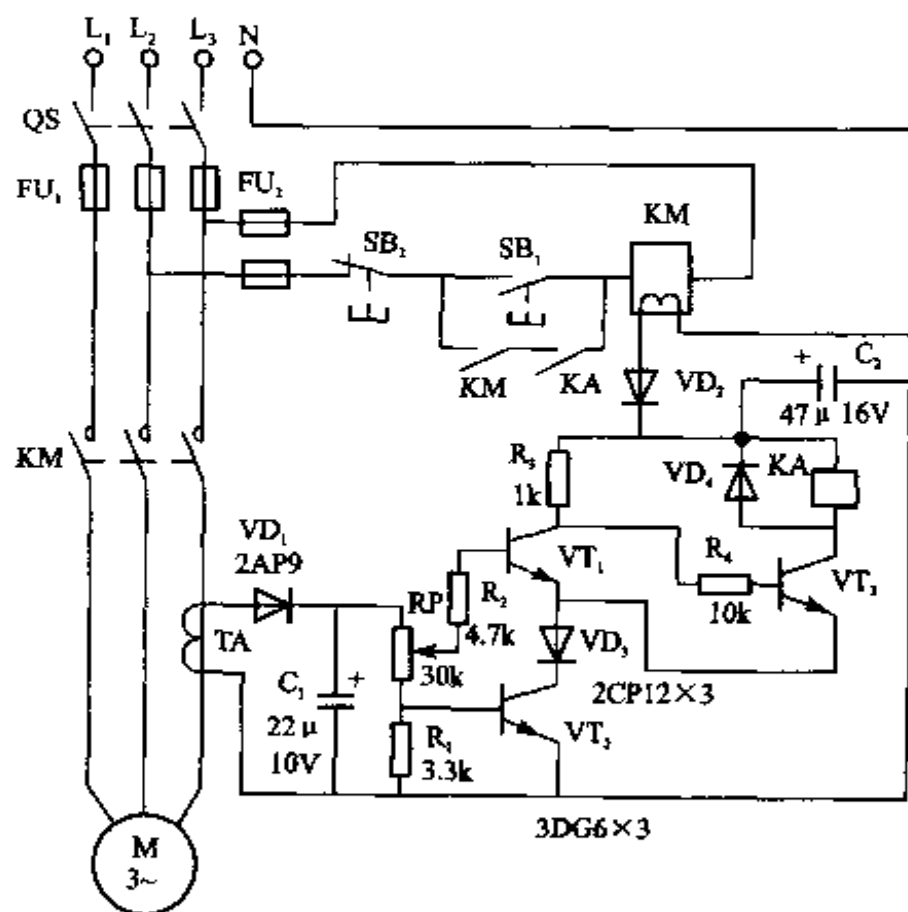 L₁ L₂ L₃ N
QS
FU₁
FU₂
KM
SB₂
SB₁
KM
KA
VD₂
+
C₂
47μ 16V
KM
R₃
1k
VD₄
KA
VD₁
2AP9
VT₁
R₄
10k
VT₃
RP
30k
R₂
4.7k
TA
VD₃
2CP12×3
C₁
+
22μ
10V
R₁
3.3k
VT₂
3DG6×3
M
3~